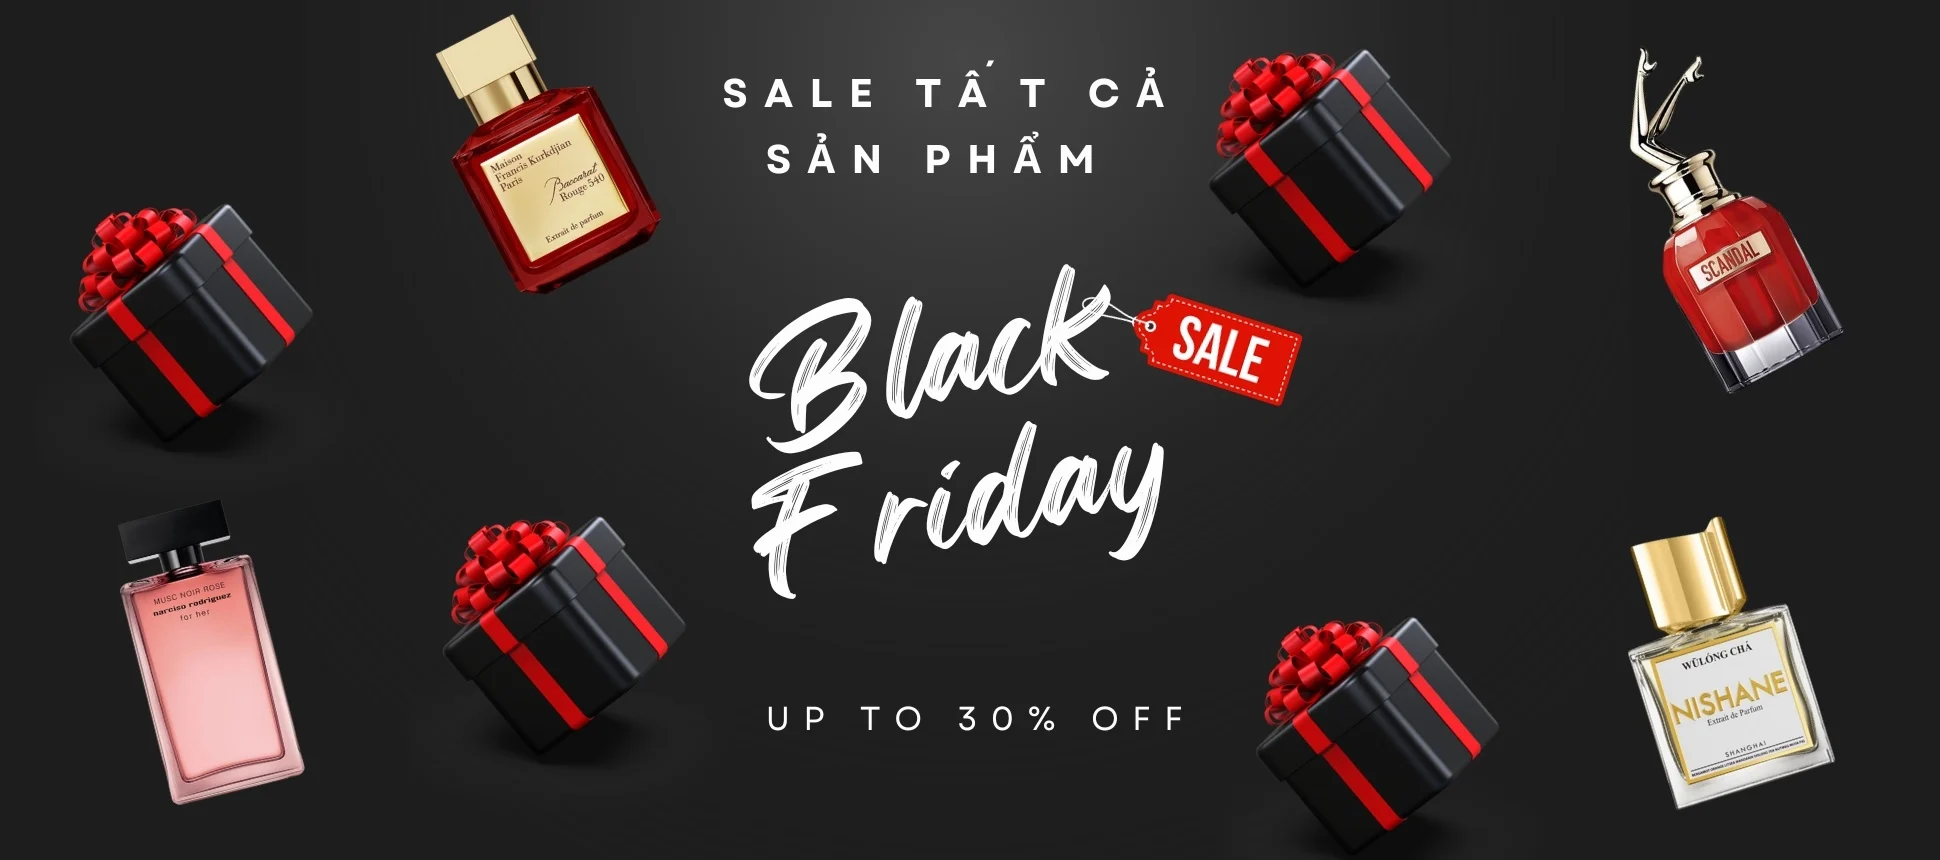 SALE TẤT CẢ
SẢN PHẨM
Black
Friday
SALE
UP TO 30% OFF
Maison
Francis Kurkdjian
Paris
Baccarat
Rouge 540
Extrait de parfum
SCANDAL
MUSC NOIR ROSE
narciso rodriguez
for her
WŪLÓNG CHÁ
NISHANE
Extrait de Parfum
SHANGHAI